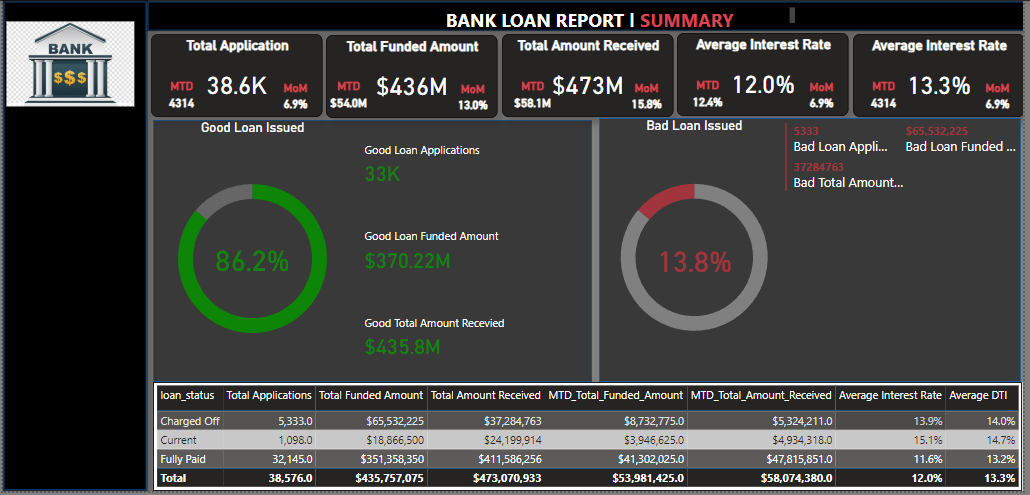 BANK LOAN REPORT | SUMMARY
BANK
$$$
Total Application
MTD 38.6K MoM
4314 6.9%
Total Funded Amount
MTD $436M MoM
$54.0M 13.0%
Total Amount Received
MTD $473M MoM
$58.1M 15.8%
Average Interest Rate
MTD 12.0% MoM
12.4% 6.9%
Average Interest Rate
MTD 13.3% MoM
4314 6.9%
Good Loan Issued
86.2%
Good Loan Applications
33K
Good Loan Funded Amount
$370.22M
Good Total Amount Recevied
$435.8M
Bad Loan Issued
13.8%
5333
Bad Loan Appli...
$65,532,225
Bad Loan Funded ...
37284763
Bad Total Amount...
loan_status Total Applications Total Funded Amount Total Amount Received MTD_Total_Funded_Amount MTD_Total_Amount_Received Average Interest Rate Average DTI
Charged Off 5,333.0 $65,532,225 $37,284,763 $8,732,775.0 $5,324,211.0 13.9% 14.0%
Current 1,098.0 $18,866,500 $24,199,914 $3,946,625.0 $4,934,318.0 15.1% 14.7%
Fully Paid 32,145.0 $351,358,350 $411,586,256 $41,302,025.0 $47,815,851.0 11.6% 13.2%
Total 38,576.0 $435,757,075 $473,070,933 $53,981,425.0 $58,074,380.0 12.0% 13.3%